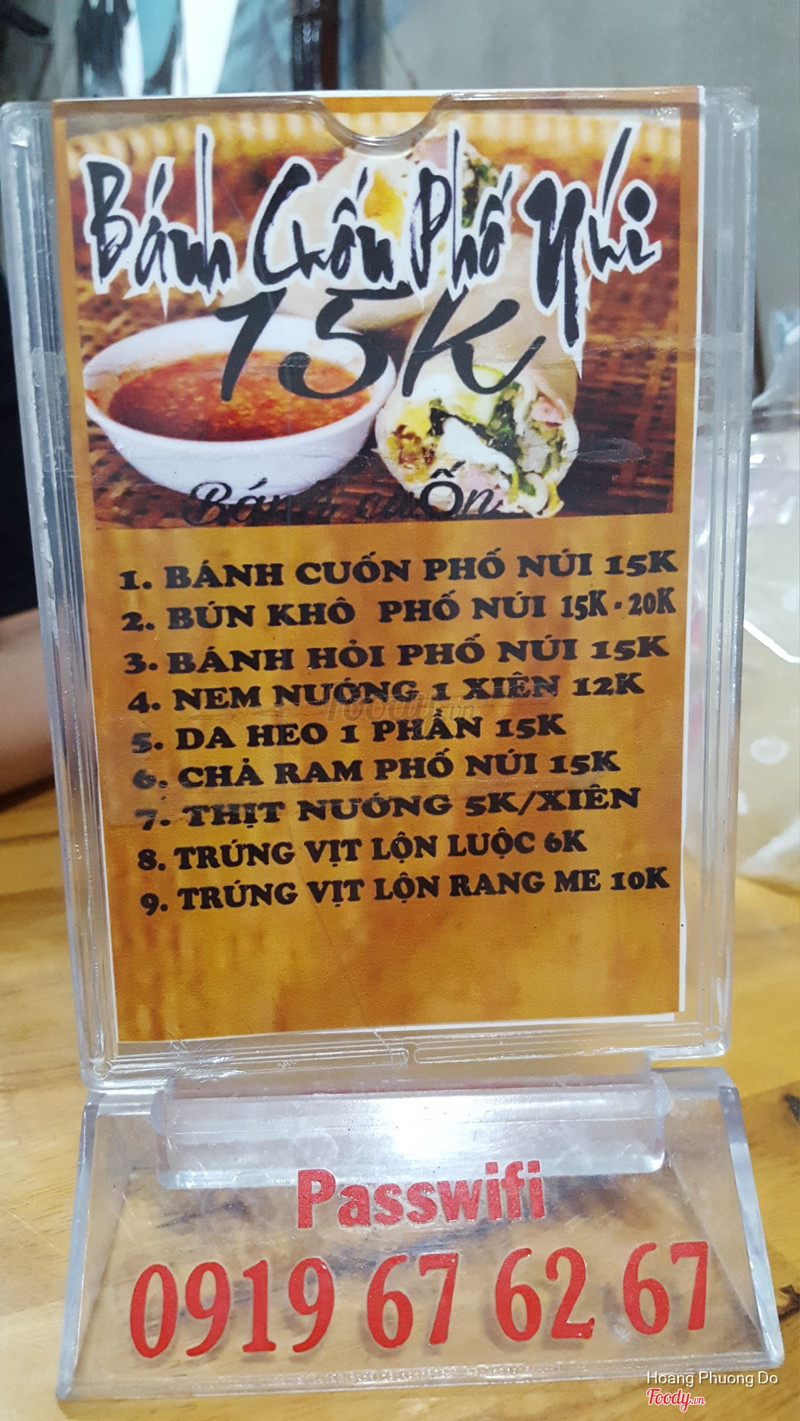 Bánh Cuốn Phố Núi
15K
Bánh cuỐn
1. BÁNH CUỐN PHỐ NÚI 15K
2. BÚN KHÔ PHỐ NÚI 15K - 20K
3. BÁNH HỎI PHỐ NÚI 15K
4. NEM NƯỚNG 1 XIÊN 12K
5. DA HEO 1 PHẦN 15K
6. CHẢ RAM PHỐ NÚI 15K
7. THỊT NƯỚNG 5K/XIÊN
8. TRỨNG VỊT LỘN LUỘC 6K
9. TRỨNG VỊT LỘN RANG ME 10K
Passwifi
0919 67 62 67
Hoang Phuong Do
Foody.vn